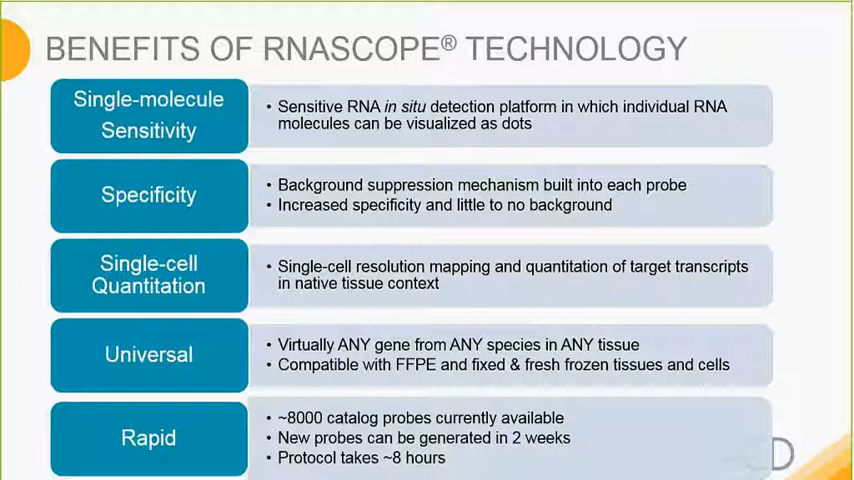 BENEFITS OF RNASCOPE® TECHNOLOGY
Single-molecule
Sensitivity
• Sensitive RNA in situ detection platform in which individual RNA
molecules can be visualized as dots
Specificity
• Background suppression mechanism built into each probe
• Increased specificity and little to no background
Single-cell
Quantitation
• Single-cell resolution mapping and quantitation of target transcripts
in native tissue context
Universal
• Virtually ANY gene from ANY species in ANY tissue
• Compatible with FFPE and fixed & fresh frozen tissues and cells
Rapid
• ~8000 catalog probes currently available
• New probes can be generated in 2 weeks
• Protocol takes ~8 hours